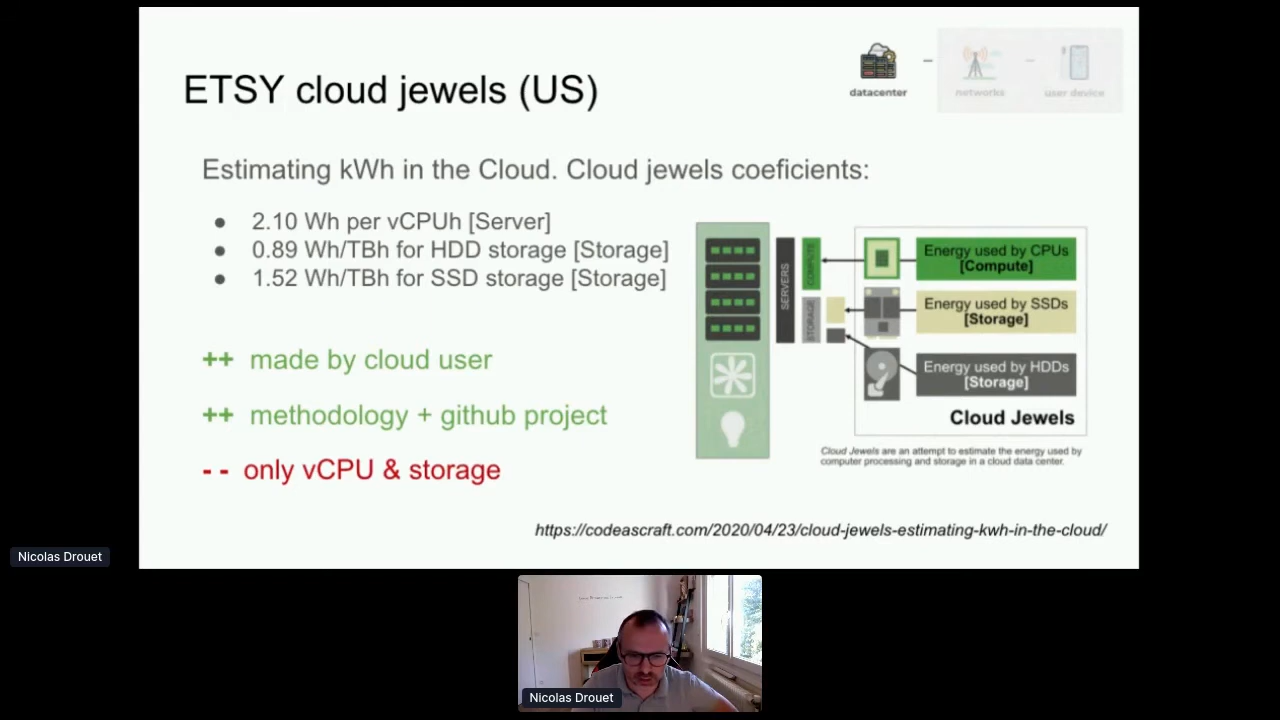 ETSY cloud jewels (US)
datacenter
networks
user device
Estimating kWh in the Cloud. Cloud jewels coeficients:
● 2.10 Wh per vCPUh [Server]
● 0.89 Wh/TBh for HDD storage [Storage]
● 1.52 Wh/TBh for SSD storage [Storage]
SERVERS
COMPUTE
STORAGE
Energy used by CPUs
[Compute]
Energy used by SSDs
[Storage]
Energy used by HDDs
[Storage]
Cloud Jewels
Cloud Jewels are an attempt to estimate the energy used by
computer processing and storage in a cloud data center.
++ made by cloud user
++ methodology + github project
-- only vCPU & storage
https://codeascraft.com/2020/04/23/cloud-jewels-estimating-kwh-in-the-cloud/
Nicolas Drouet
Nicolas Drouet